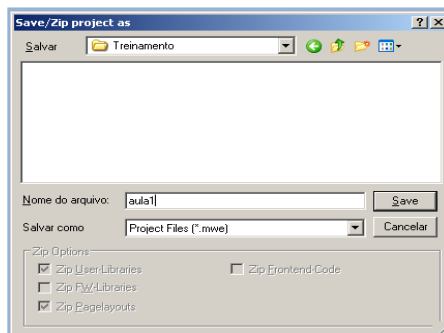 Save/Zip project as
Salvar Treinamento
Nome do arquivo: aula1 Save
Salvar como Project Files (*.mwe) Cancelar
Zip Options
Zip User-Libraries Zip Frontend-Code
Zip FW-Libraries
Zip Pagelayouts